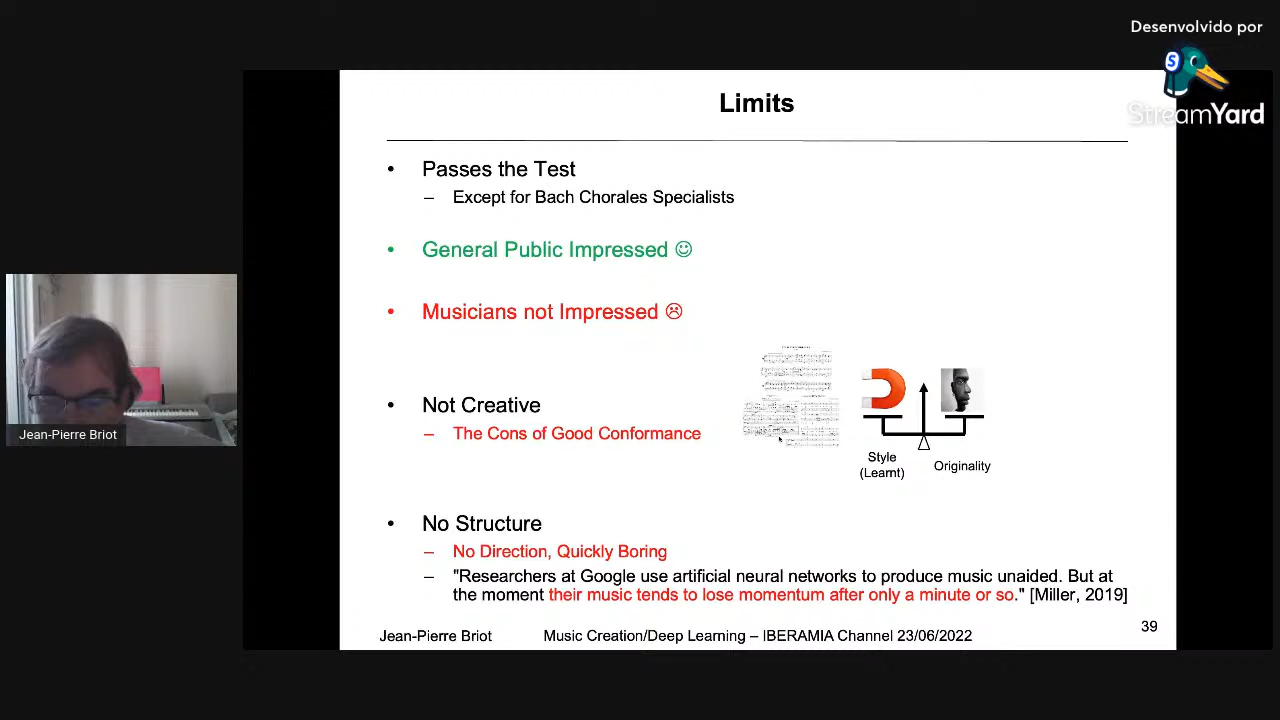 Desenvolvido por
StreamYard
Limits
• Passes the Test
– Except for Bach Chorales Specialists
• General Public Impressed ☺
• Musicians not Impressed ☹
• Not Creative
– The Cons of Good Conformance
Style
(Learnt)
Originality
• No Structure
– No Direction, Quickly Boring
– "Researchers at Google use artificial neural networks to produce music unaided. But at
the moment their music tends to lose momentum after only a minute or so." [Miller, 2019]
39
Jean-Pierre Briot Music Creation/Deep Learning – IBERAMIA Channel 23/06/2022
Jean-Pierre Briot